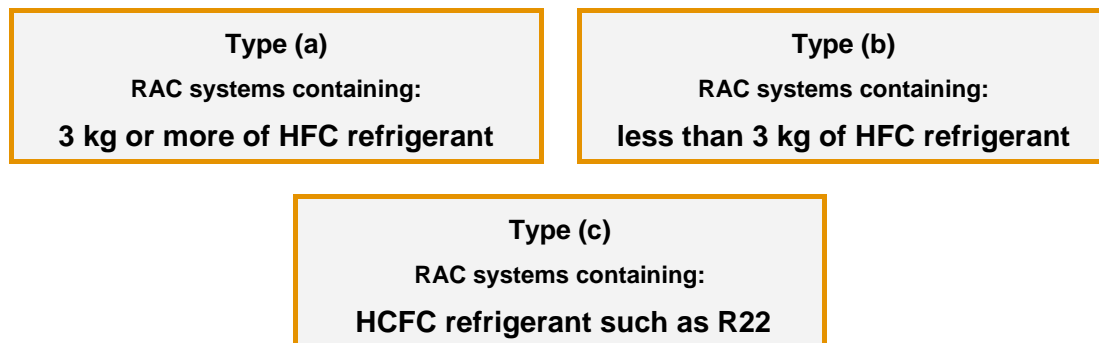 Type (a)
RAC systems containing:
3 kg or more of HFC refrigerant
Type (b)
RAC systems containing:
less than 3 kg of HFC refrigerant
Type (c)
RAC systems containing:
HCFC refrigerant such as R22